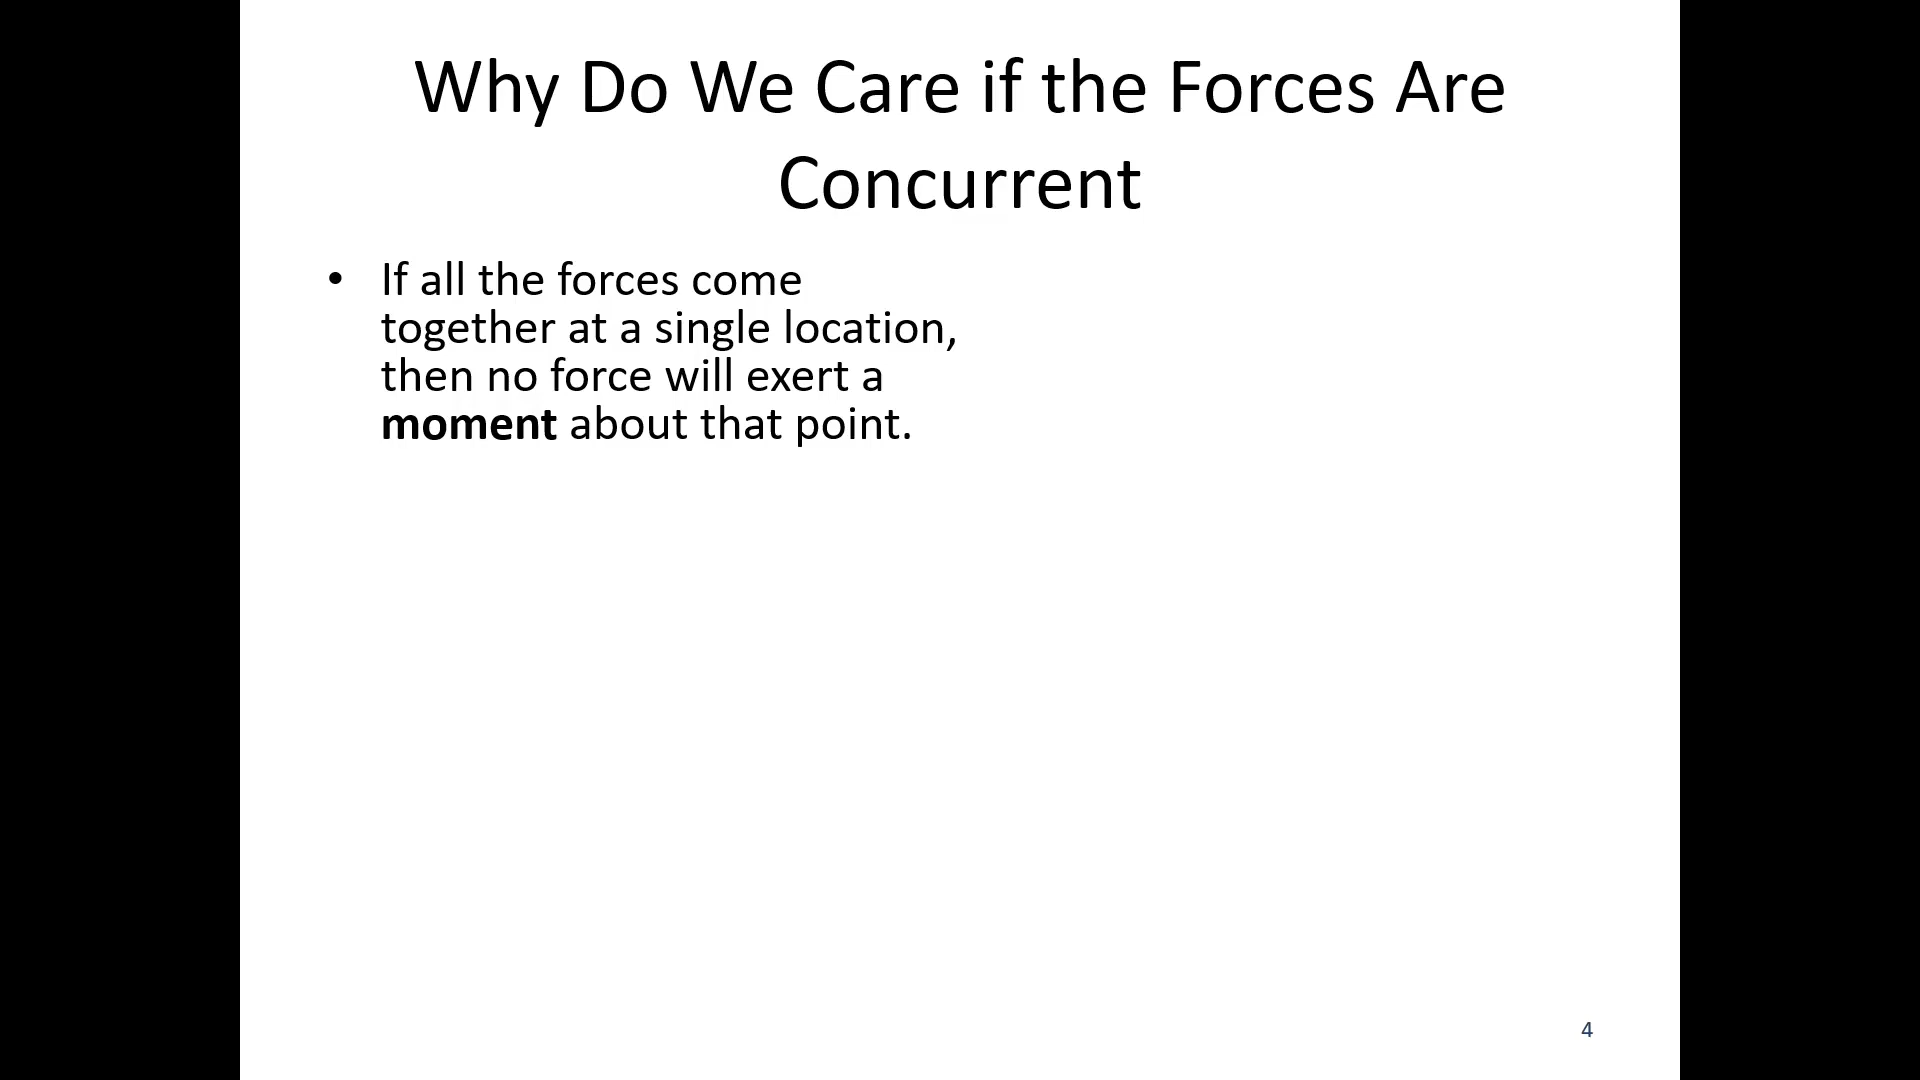 Why Do We Care if the Forces Are
Concurrent
• If all the forces come
together at a single location,
then no force will exert a
moment about that point.
4